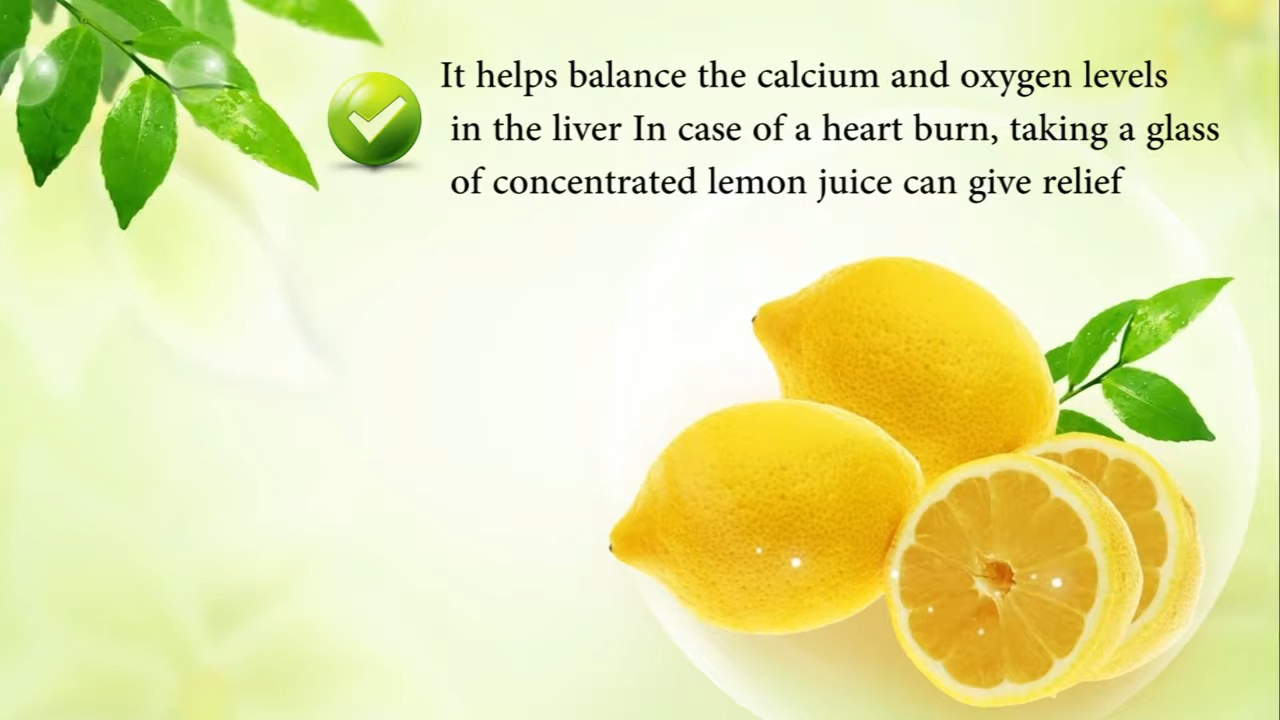 It helps balance the calcium and oxygen levels
in the liver In case of a heart burn, taking a glass
of concentrated lemon juice can give relief